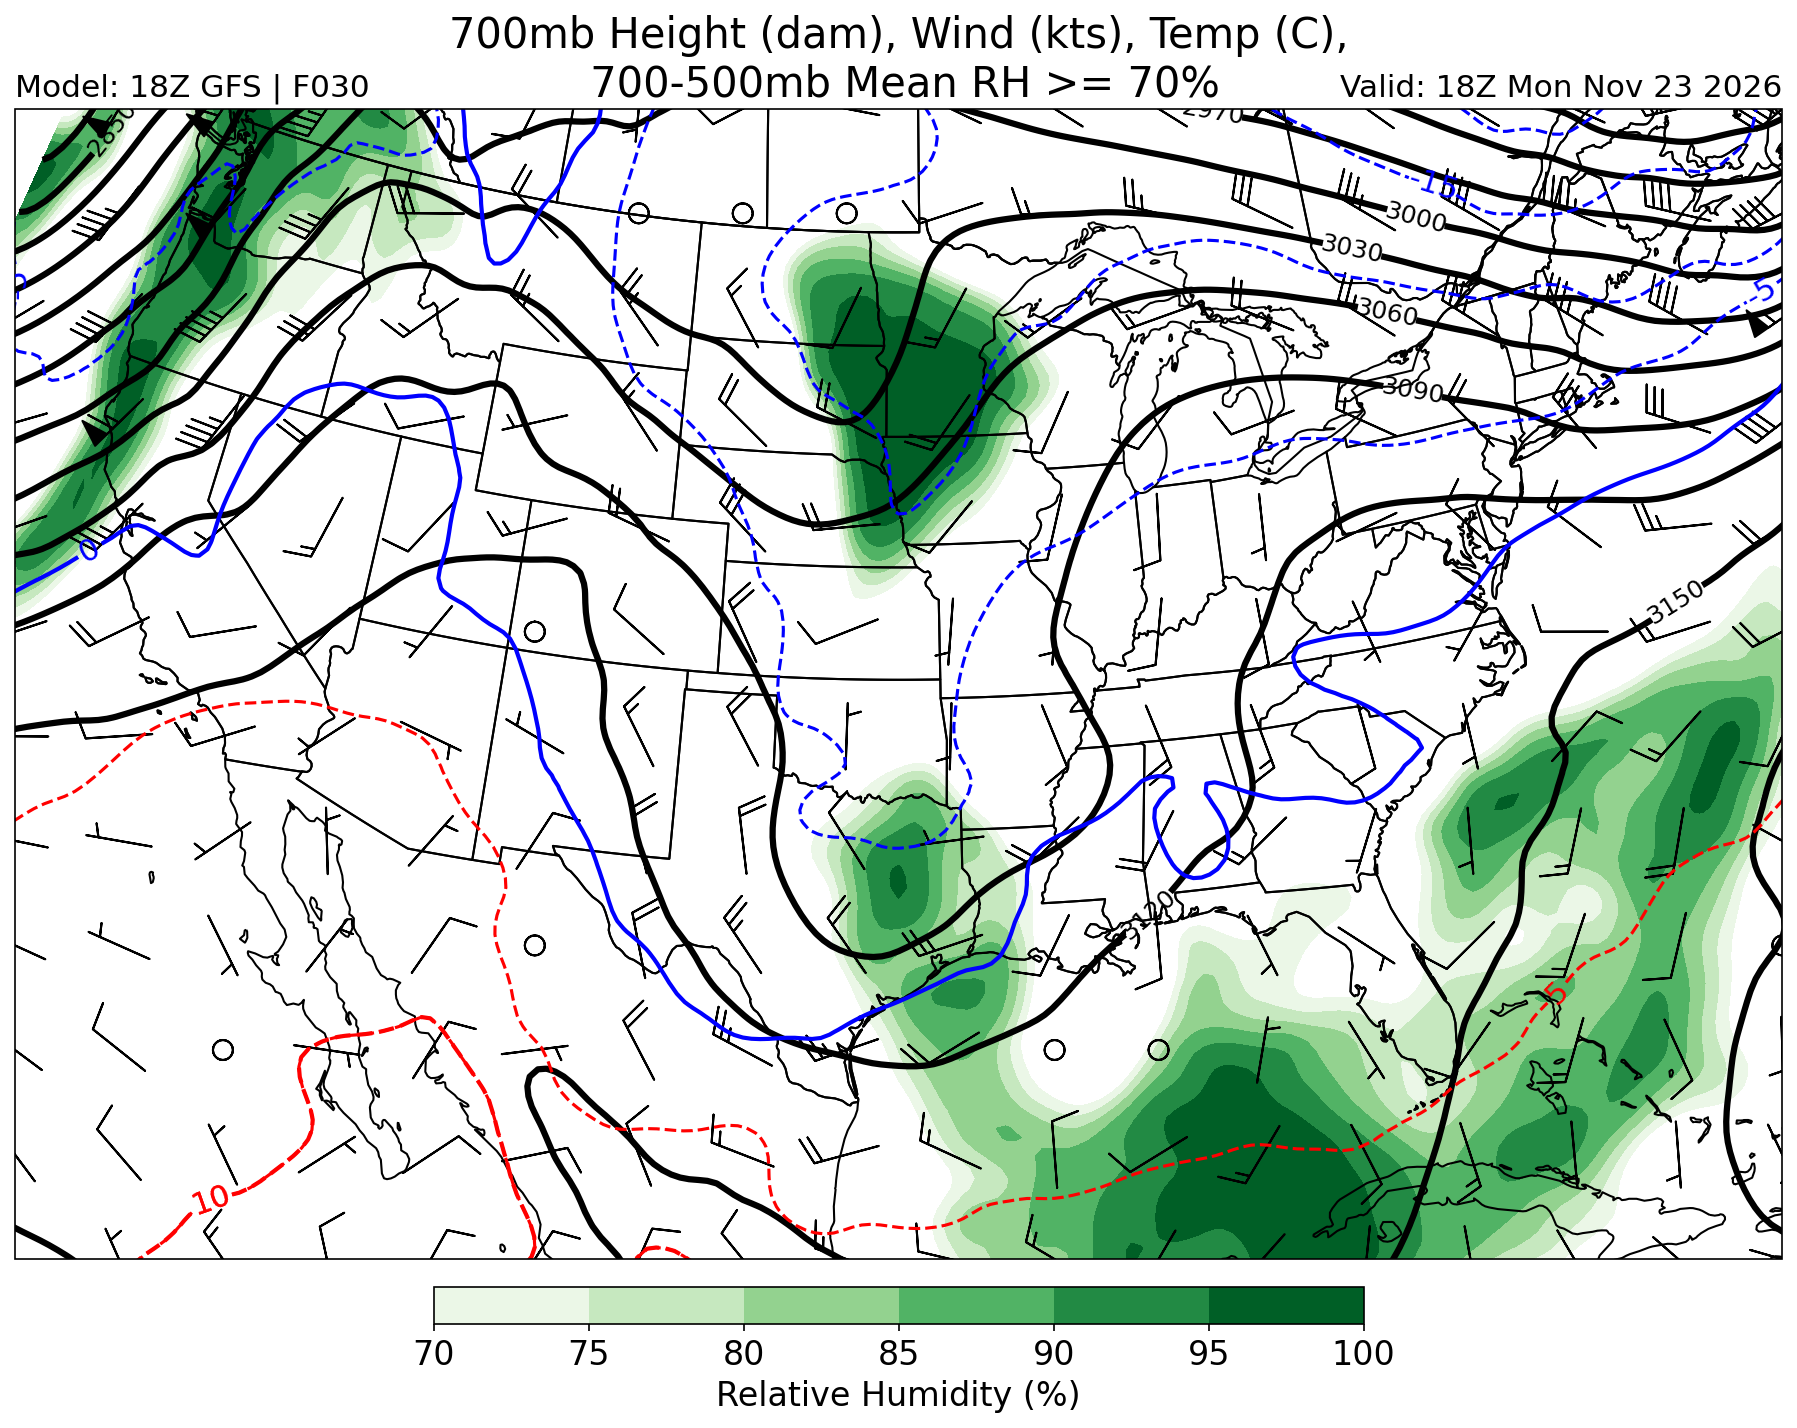 700mb Height (dam), Wind (kts), Temp (C),
700-500mb Mean RH >= 70%
Model: 18Z GFS | F030
Valid: 18Z Mon Nov 23 2026
2850
2970
-15
3000
3030
3060
-5
3090
0
3150
-5
10
70 75 80 85 90 95 100
Relative Humidity (%)